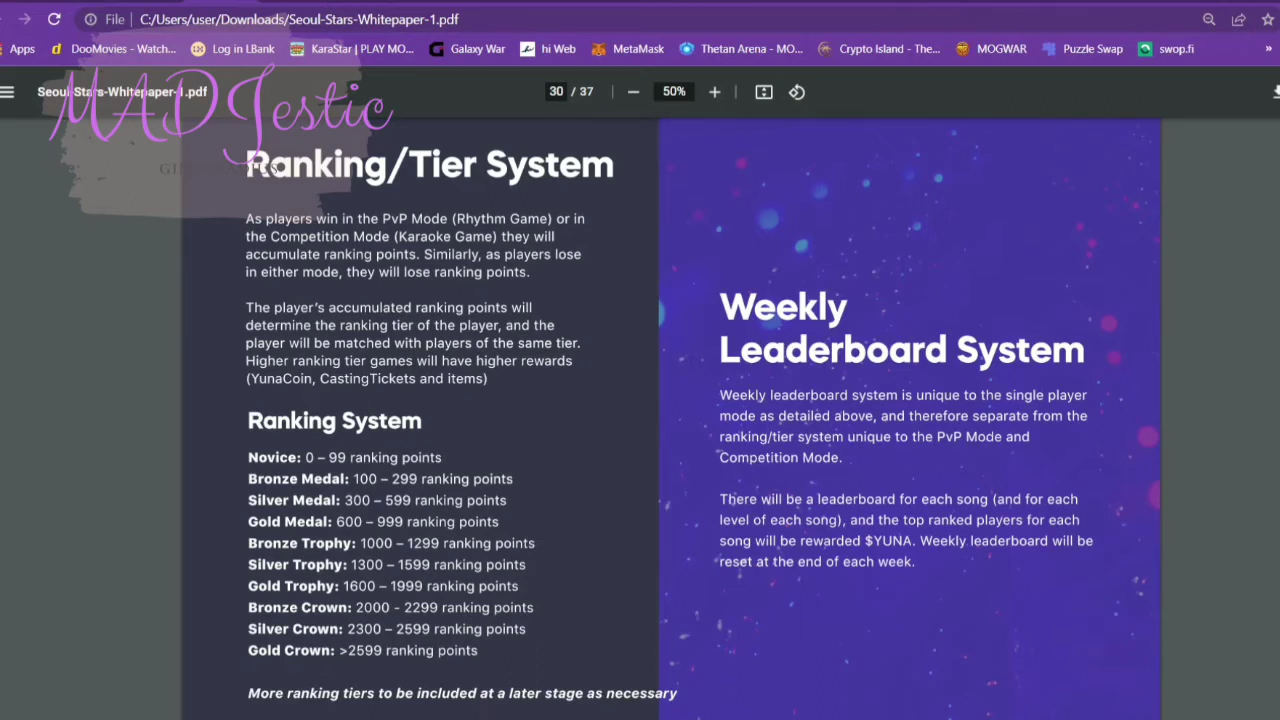 File C:/Users/user/Downloads/Seoul-Stars-Whitepaper-1.pdf
Apps DooMovies - Watch... Log in LBank KaraStar | PLAY MO... Galaxy War hi Web MetaMask Thetan Arena - MO... Crypto Island - The... MOGWAR Puzzle Swap swop.fi »
Seoul-Stars-Whitepaper-1.pdf 30 / 37 50%
MADJestic
Ranking/Tier System
As players win in the PvP Mode (Rhythm Game) or in
the Competition Mode (Karaoke Game) they will
accumulate ranking points. Similarly, as players lose
in either mode, they will lose ranking points.
The player's accumulated ranking points will
determine the ranking tier of the player, and the
player will be matched with players of the same tier.
Higher ranking tier games will have higher rewards
(YunaCoin, CastingTickets and items)
Ranking System
Novice: 0 – 99 ranking points
Bronze Medal: 100 – 299 ranking points
Silver Medal: 300 – 599 ranking points
Gold Medal: 600 – 999 ranking points
Bronze Trophy: 1000 – 1299 ranking points
Silver Trophy: 1300 – 1599 ranking points
Gold Trophy: 1600 – 1999 ranking points
Bronze Crown: 2000 - 2299 ranking points
Silver Crown: 2300 – 2599 ranking points
Gold Crown: >2599 ranking points
More ranking tiers to be included at a later stage as necessary
Weekly
Leaderboard System
Weekly leaderboard system is unique to the single player
mode as detailed above, and therefore separate from the
ranking/tier system unique to the PvP Mode and
Competition Mode.
There will be a leaderboard for each song (and for each
level of each song), and the top ranked players for each
song will be rewarded $YUNA. Weekly leaderboard will be
reset at the end of each week.